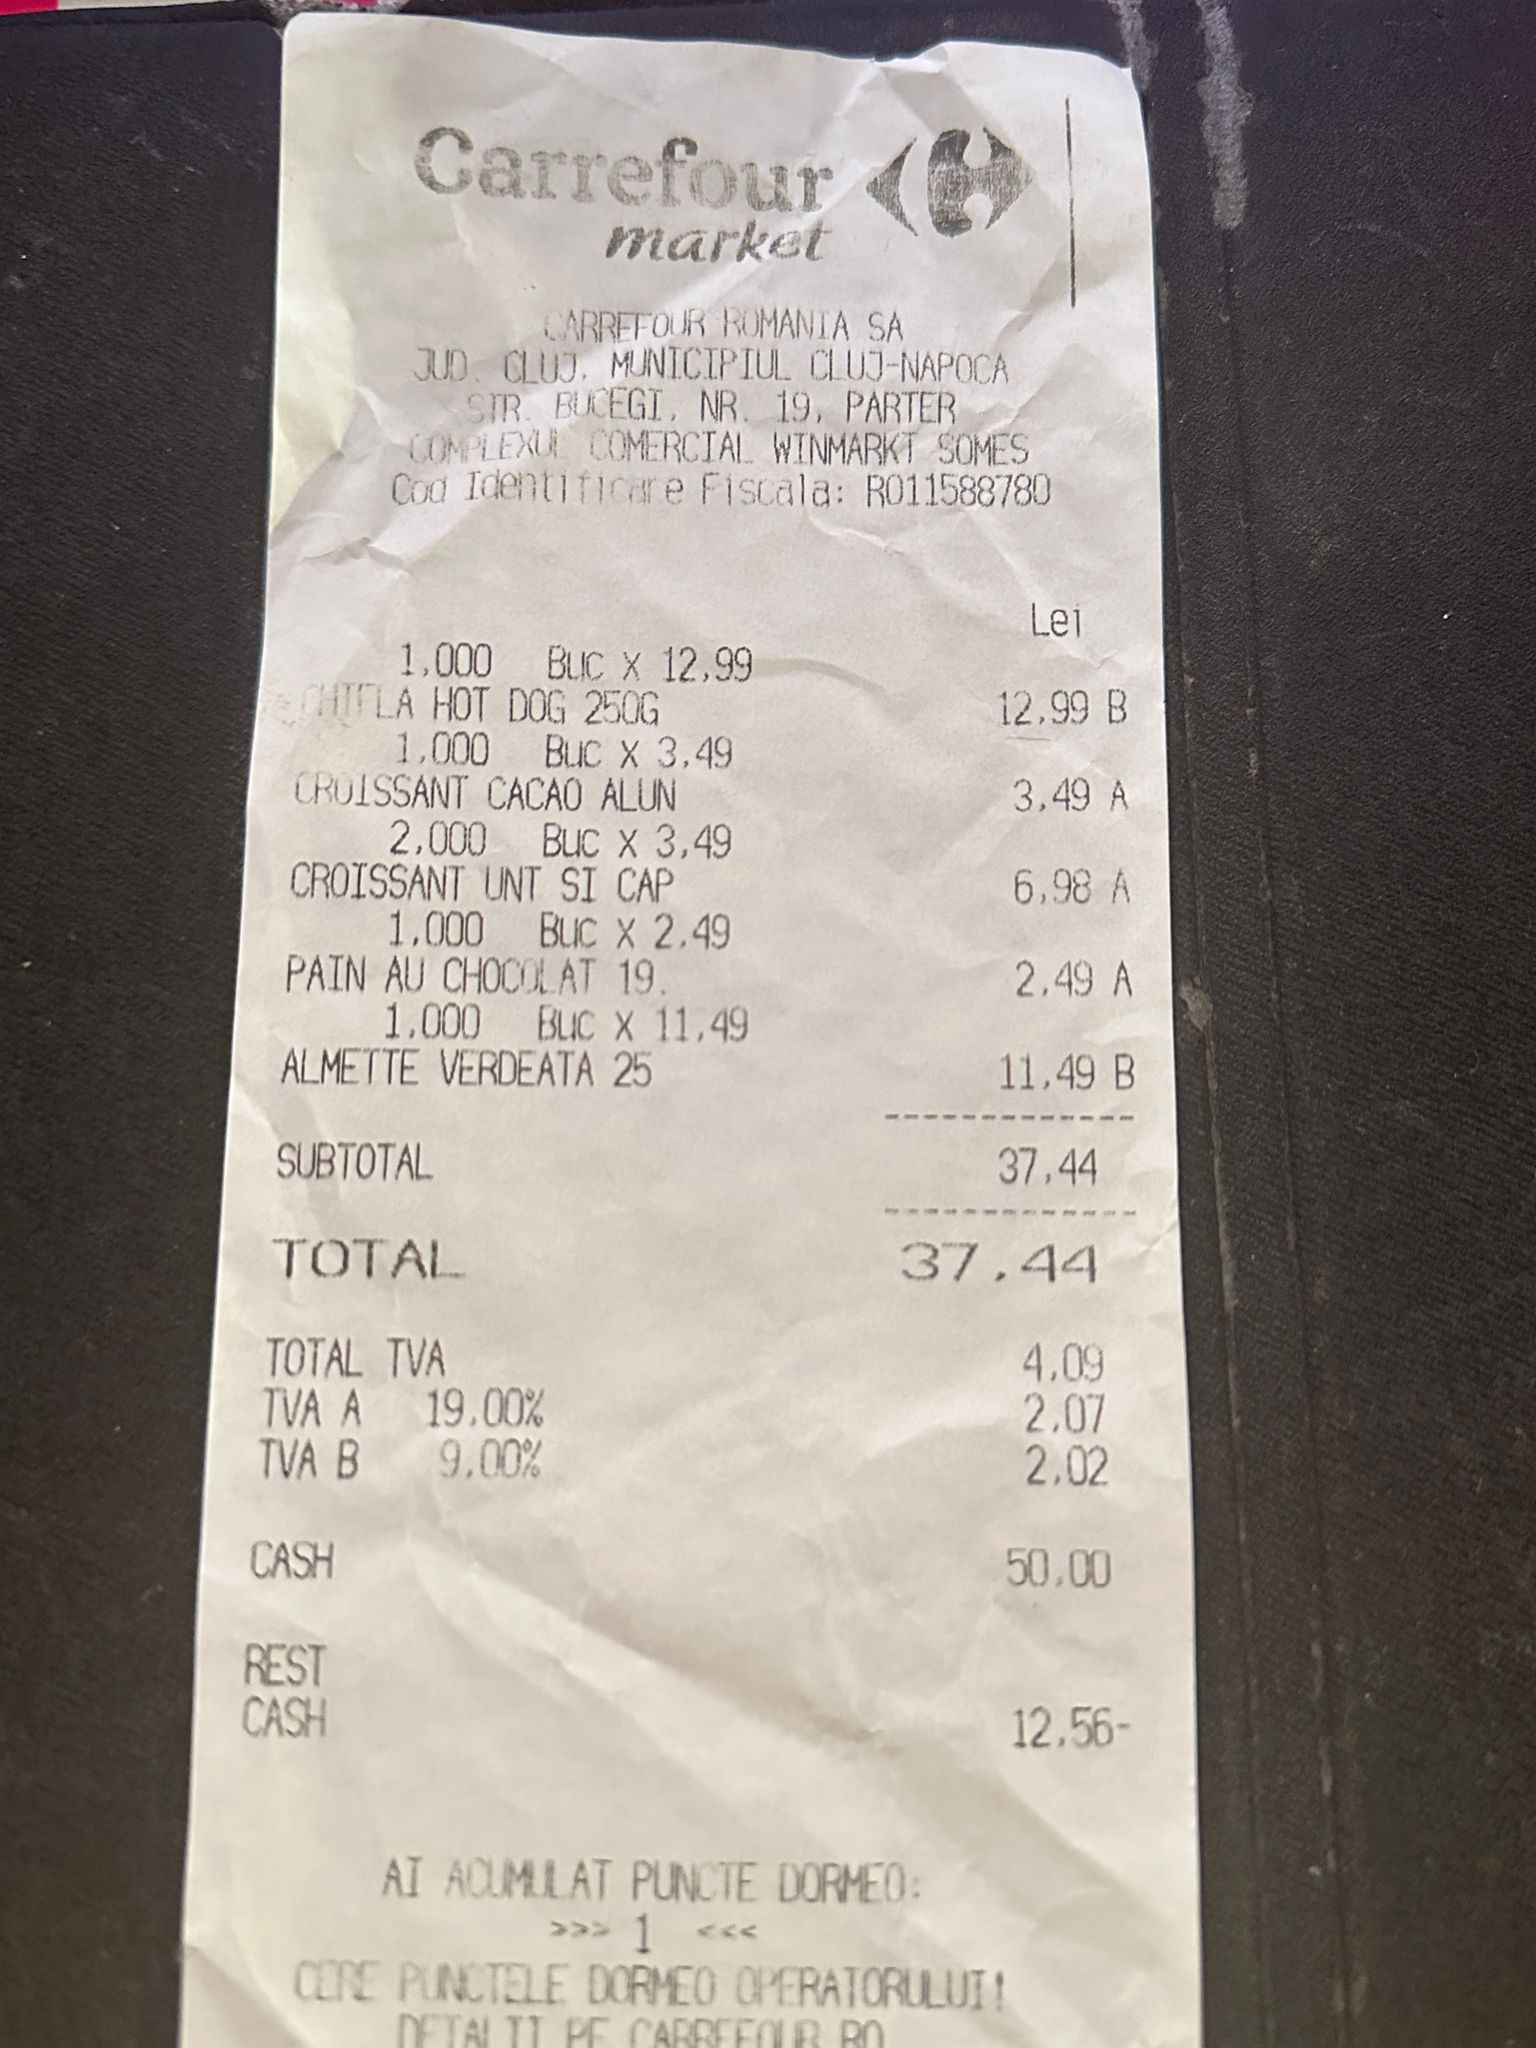 Carrefour
market
CARREFOUR ROMANIA SA
JUD. CLUJ, MUNICIPIUL CLUJ-NAPOCA
STR. BUCEGI, NR. 19, PARTER
COMPLEXUL COMERCIAL WINMARKT SOMES
Cod Identificare Fiscala: RO11588780
Lei
1,000 Buc X 12,99
CHIFLA HOT DOG 250G 12,99 B
1,000 Buc X 3,49
CROISSANT CACAO ALUN 3,49 A
2,000 Buc X 3,49
CROISSANT UNT SI CAP 6,98 A
1,000 Buc X 2,49
PAIN AU CHOCOLAT 19. 2,49 A
1,000 Buc X 11,49
ALMETTE VERDEATA 25 11,49 B
SUBTOTAL 37,44
TOTAL 37,44
TOTAL TVA 4,09
TVA A 19,00% 2,07
TVA B 9,00% 2,02
CASH 50,00
REST
CASH 12,56-
AI ACUMULAT PUNCTE DORMEO:
>>> 1 <<<
CERE PUNCTELE DORMEO OPERATORULUI!
DETALII PE CARREFOUR.RO